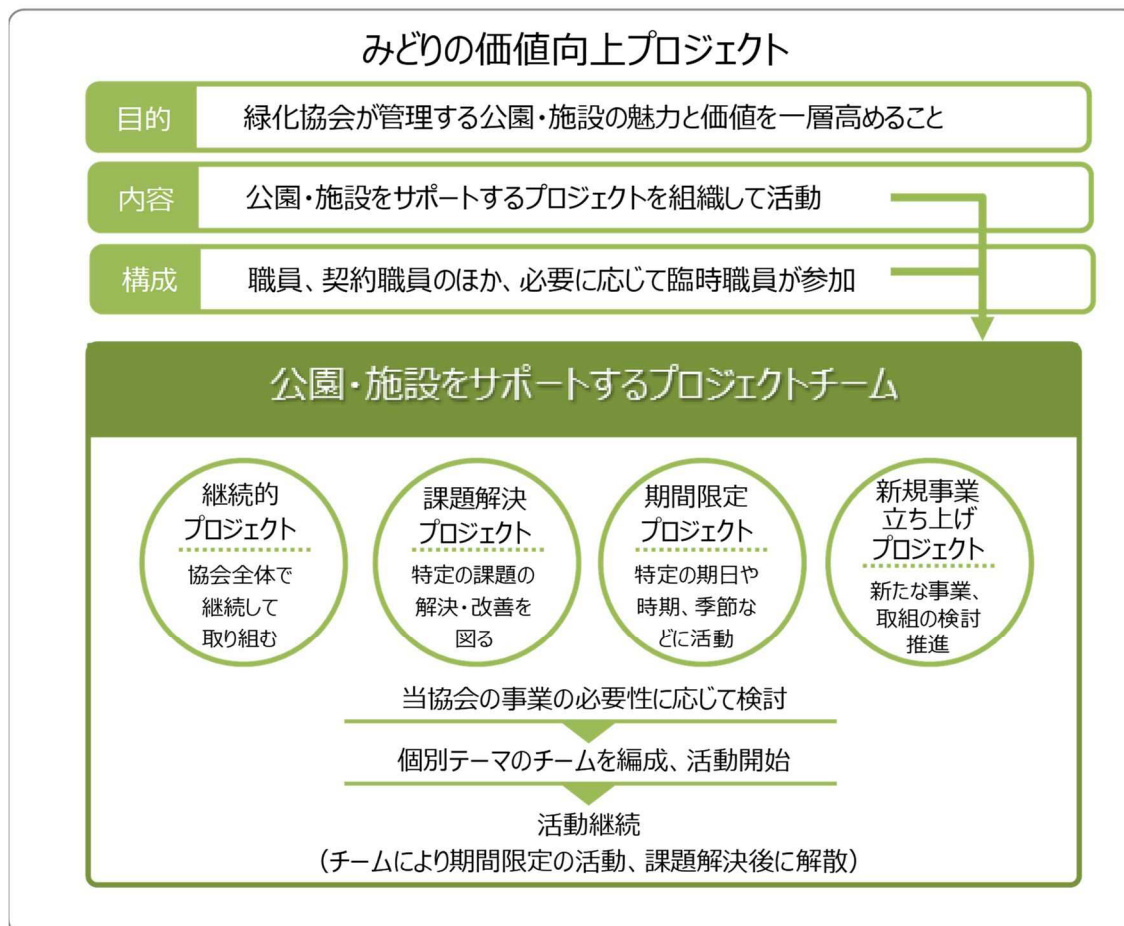 みどりの価値向上プロジェクト
目的
緑化協会が管理する公園・施設の魅力と価値を一層高めること
内容
公園・施設をサポートするプロジェクトを組織して活動
構成
職員、契約職員のほか、必要に応じて臨時職員が参加
公園・施設をサポートするプロジェクトチーム
継続的
プロジェクト
協会全体で
継続して
取り組む
課題解決
プロジェクト
特定の課題の
解決・改善を
図る
期間限定
プロジェクト
特定の期日や
時期、季節な
どに活動
新規事業
立ち上げ
プロジェクト
新たな事業、
取組の検討
推進
当協会の事業の必要性に応じて検討
個別テーマのチームを編成、活動開始
活動継続
（チームにより期間限定の活動、課題解決後に解散）